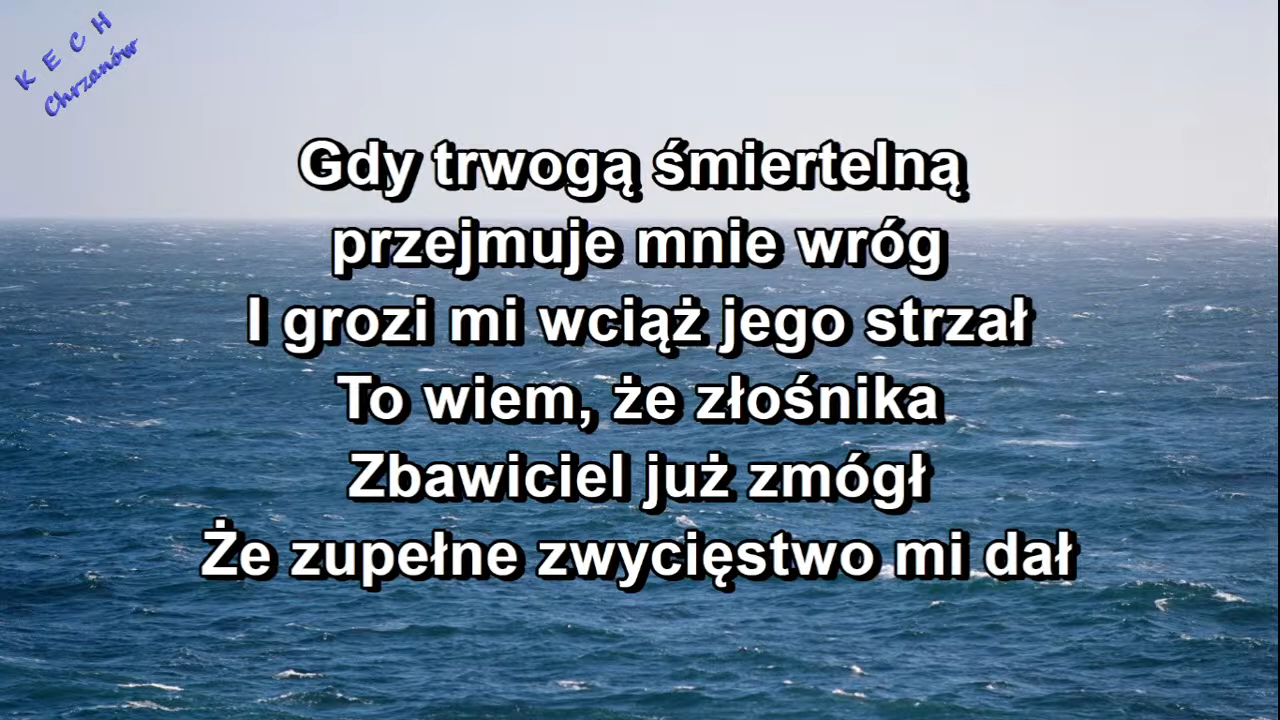 K E C H
Chrzanów
Gdy trwogą śmiertelną
przejmuje mnie wróg
I grozi mi wciąż jego strzał
To wiem, że złośnika
Zbawiciel już zmógł
Że zupełne zwycięstwo mi dał